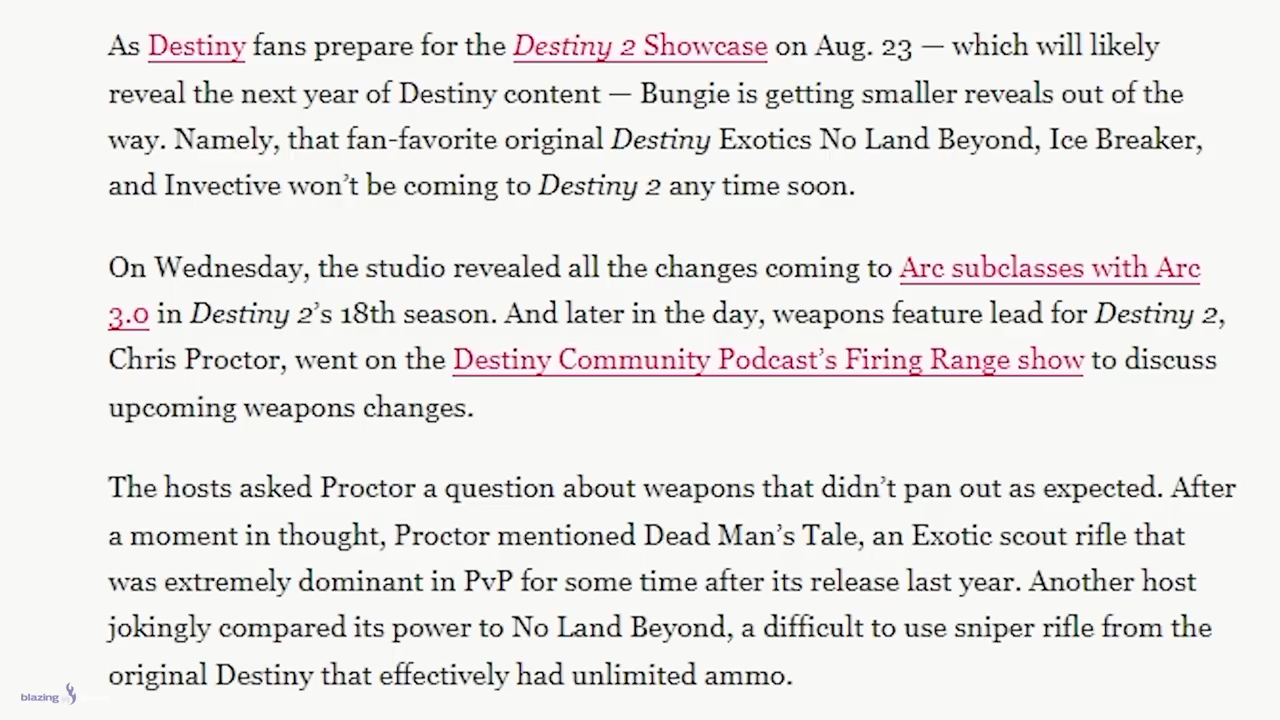 As Destiny fans prepare for the Destiny 2 Showcase on Aug. 23 — which will likely
reveal the next year of Destiny content — Bungie is getting smaller reveals out of the
way. Namely, that fan-favorite original Destiny Exotics No Land Beyond, Ice Breaker,
and Invective won’t be coming to Destiny 2 any time soon.
On Wednesday, the studio revealed all the changes coming to Arc subclasses with Arc
3.0 in Destiny 2’s 18th season. And later in the day, weapons feature lead for Destiny 2,
Chris Proctor, went on the Destiny Community Podcast’s Firing Range show to discuss
upcoming weapons changes.
The hosts asked Proctor a question about weapons that didn’t pan out as expected. After
a moment in thought, Proctor mentioned Dead Man’s Tale, an Exotic scout rifle that
was extremely dominant in PvP for some time after its release last year. Another host
jokingly compared its power to No Land Beyond, a difficult to use sniper rifle from the
original Destiny that effectively had unlimited ammo.
blazing